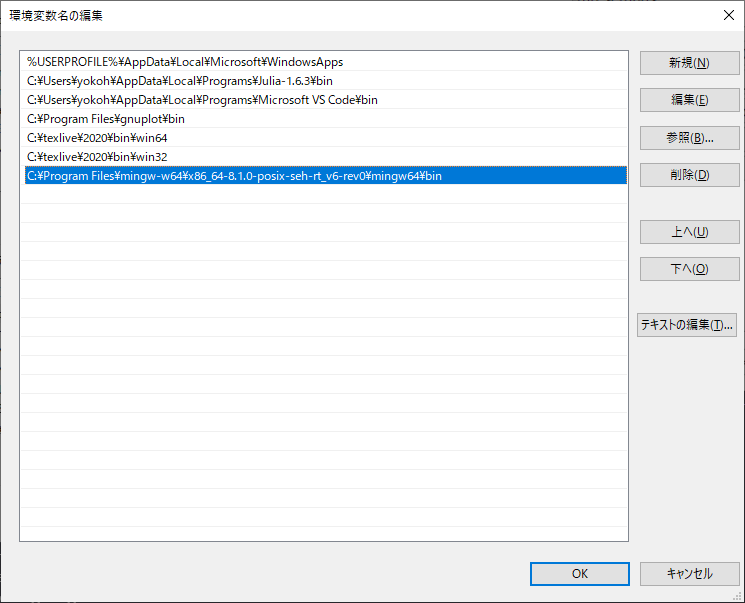 環境変数名の編集
%USERPROFILE%¥AppData¥Local¥Microsoft¥WindowsApps
C:¥Users¥yokoh¥AppData¥Local¥Programs¥Julia-1.6.3¥bin
C:¥Users¥yokoh¥AppData¥Local¥Programs¥Microsoft VS Code¥bin
C:¥Program Files¥gnuplot¥bin
C:¥texlive¥2020¥bin¥win64
C:¥texlive¥2020¥bin¥win32
C:¥Program Files¥mingw-w64¥x86_64-8.1.0-posix-seh-rt_v6-rev0¥mingw64¥bin
新規(N)
編集(E)
参照(B)...
削除(D)
上へ(U)
下へ(O)
テキストの編集(T)...
OK
キャンセル